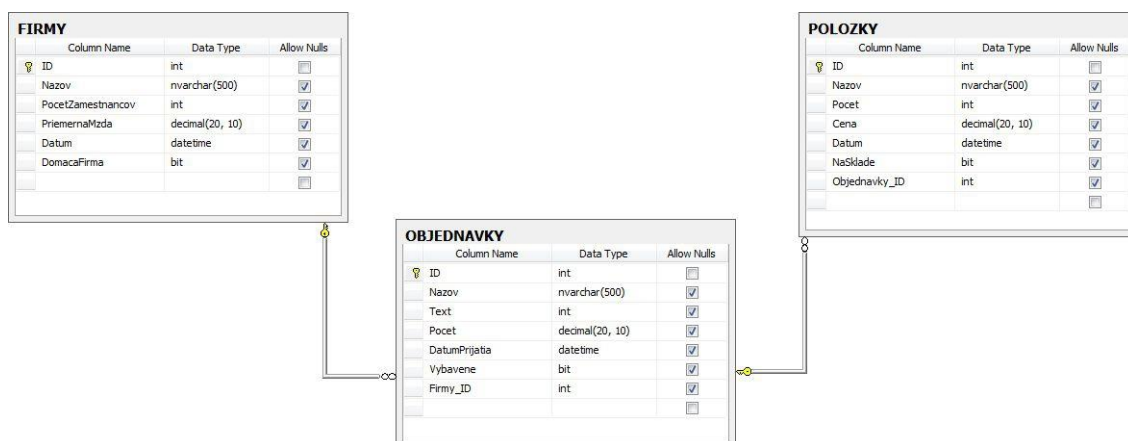 FIRMY
Column Name Data Type Allow Nulls
ID int
Nazov nvarchar(500)
PocetZamestnancov int
PriemernaMzda decimal(20, 10)
Datum datetime
DomacaFirma bit
POLOZKY
Column Name Data Type Allow Nulls
ID int
Nazov nvarchar(500)
Pocet int
Cena decimal(20, 10)
Datum datetime
NaSklade bit
Objednavky_ID int
OBJEDNAVKY
Column Name Data Type Allow Nulls
ID int
Nazov nvarchar(500)
Text int
Pocet decimal(20, 10)
DatumPrijatia datetime
Vybavene bit
Firmy_ID int